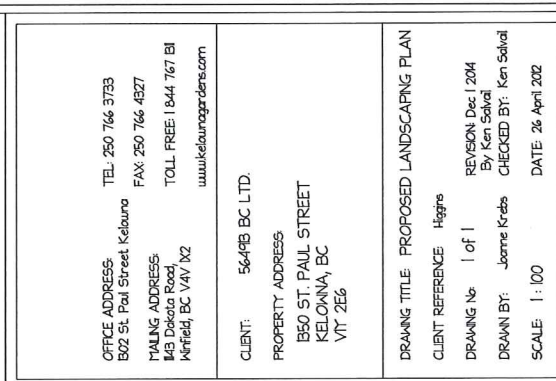 OFFICE ADDRESS: TEL: 250 766 3733
1302 St. Paul Street Kelowna
FAX: 250 766 4327
MAILING ADDRESS:
1143 Dakota Road, TOLL FREE: 1 844 767
Winfield, BC V4V 1X2
www.kelownagardens.com
CLIENT: 564913 BC LTD.
PROPERTY ADDRESS:
1350 ST. PAUL STREET
KELOWNA, BC
V1Y 2E6
DRAWING TITLE: PROPOSED LANDSCAPING PLAN
CLIENT REFERENCE: Higgins
DRAWING No: 1 of 1 REVISION: Dec 1 2014
By Ken Salvail
DRAWN BY: Joanne Krebs CHECKED BY: Ken Salvail
SCALE: 1:100 DATE: 26 April 2012